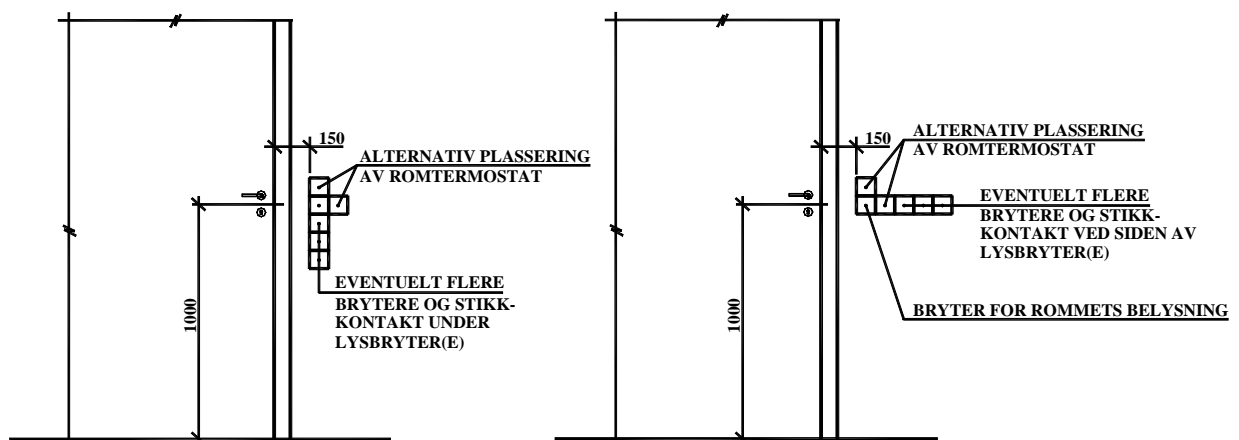 150
ALTERNATIV PLASSERING
AV ROMTERMOSTAT
1000
EVENTUELT FLERE
BRYTERE OG STIKK-
KONTAKT UNDER
LYSBRYTER(E)
150
ALTERNATIV PLASSERING
AV ROMTERMOSTAT
EVENTUELT FLERE
BRYTERE OG STIKK-
KONTAKT VED SIDEN AV
LYSBRYTER(E)
1000
BRYTER FOR ROMMETS BELYSNING